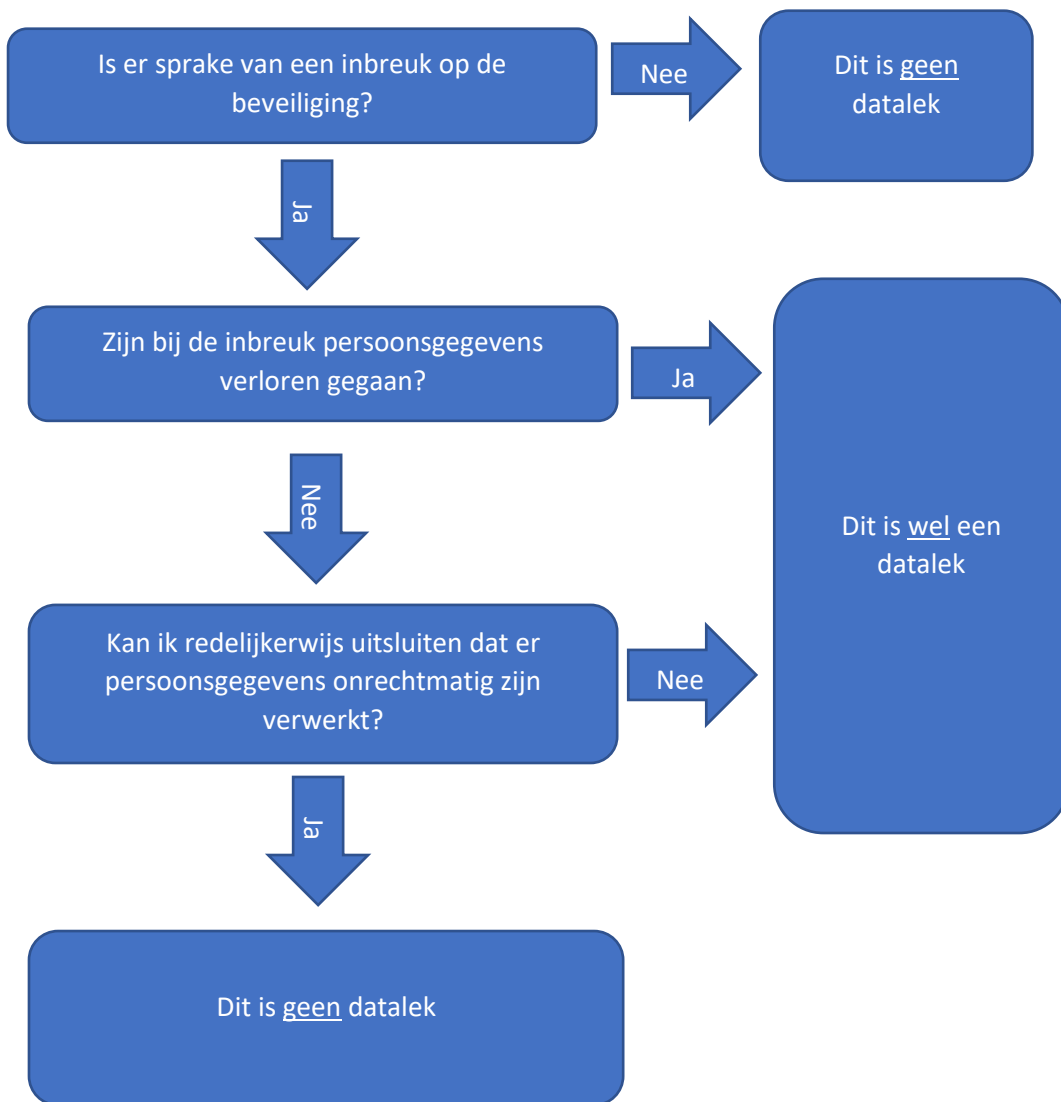 Is er sprake van een inbreuk op de
beveiliging?
Nee
Dit is geen
datalek
Ja
Zijn bij de inbreuk persoonsgegevens
verloren gegaan?
Ja
Nee
Dit is wel een
datalek
Kan ik redelijkerwijs uitsluiten dat er
persoonsgegevens onrechtmatig zijn
verwerkt?
Nee
Ja
Dit is geen datalek